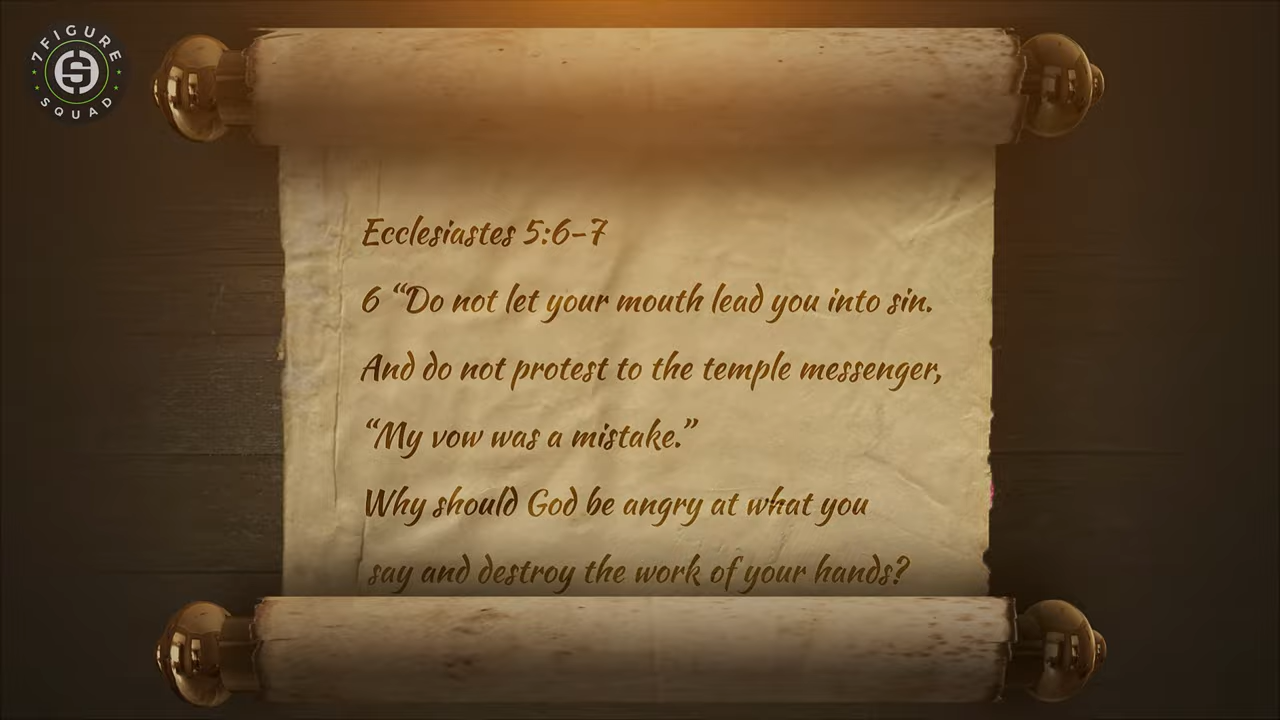 7FIGURE
SQUAD
Ecclesiastes 5:6-7
6 “Do not let your mouth lead you into sin.
And do not protest to the temple messenger,
“My vow was a mistake.”
Why should God be angry at what you
say and destroy the work of your hands?